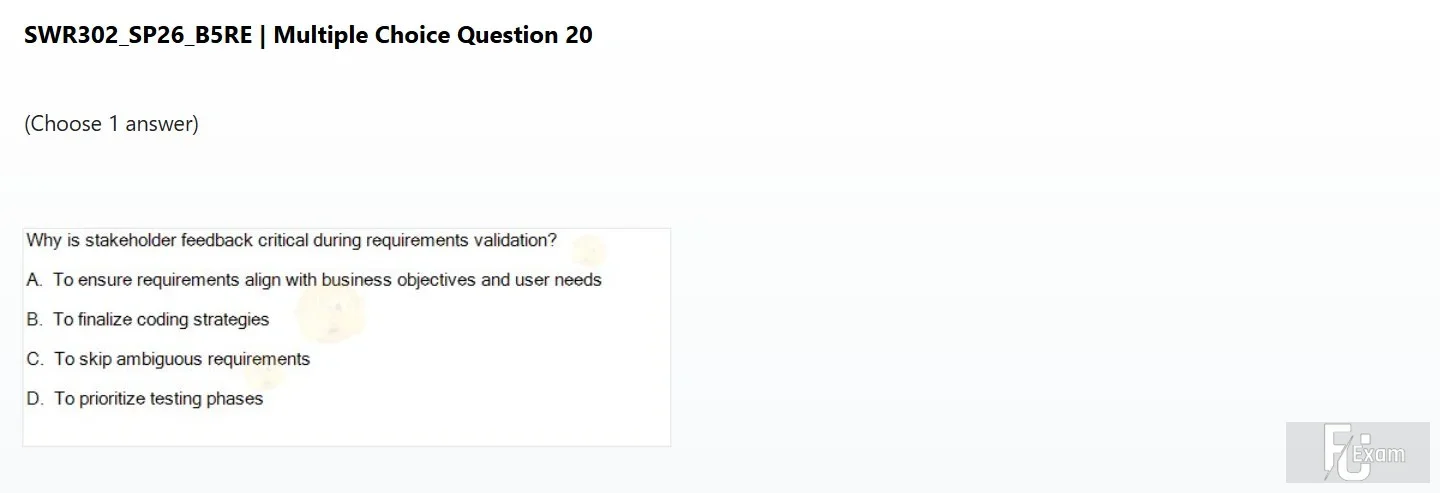 SWR302_SP26_B5RE | Multiple Choice Question 20
(Choose 1 answer)
Why is stakeholder feedback critical during requirements validation?
A. To ensure requirements align with business objectives and user needs
B. To finalize coding strategies
C. To skip ambiguous requirements
D. To prioritize testing phases
FU Exam